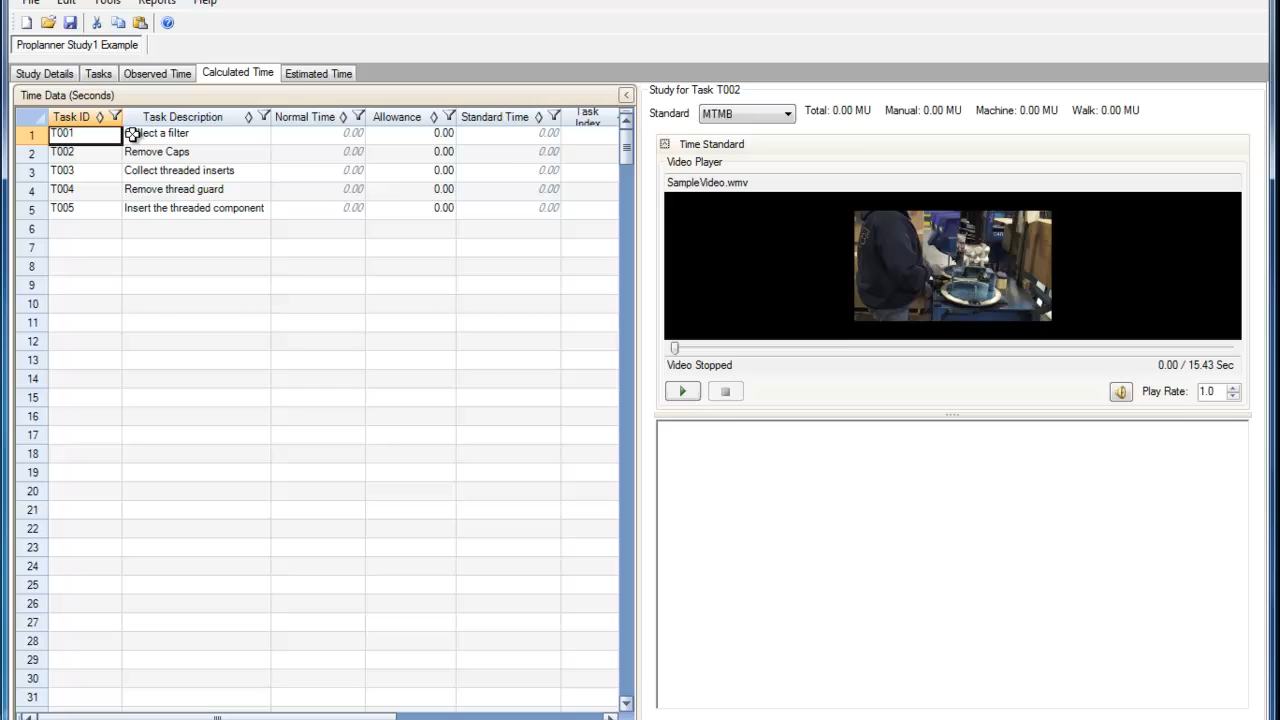 File Edit Tools Reports Help
Proplanner Study1 Example
Study Details Tasks Observed Time Calculated Time Estimated Time
Time Data (Seconds)
Task ID Task Description Normal Time Allowance Standard Time Task Index
1 T001 Collect a filter 0.00 0.00 0.00
2 T002 Remove Caps 0.00 0.00 0.00
3 T003 Collect threaded inserts 0.00 0.00 0.00
4 T004 Remove thread guard 0.00 0.00 0.00
5 T005 Insert the threaded component 0.00 0.00 0.00
6
7
8
9
10
11
12
13
14
15
16
17
18
19
20
21
22
23
24
25
26
27
28
29
30
31
Study for Task T002
Standard MTMB Total: 0.00 MU Manual: 0.00 MU Machine: 0.00 MU Walk: 0.00 MU
Time Standard
Video Player
SampleVideo.wmv
Video Stopped 0.00 / 15.43 Sec
Play Rate: 1.0